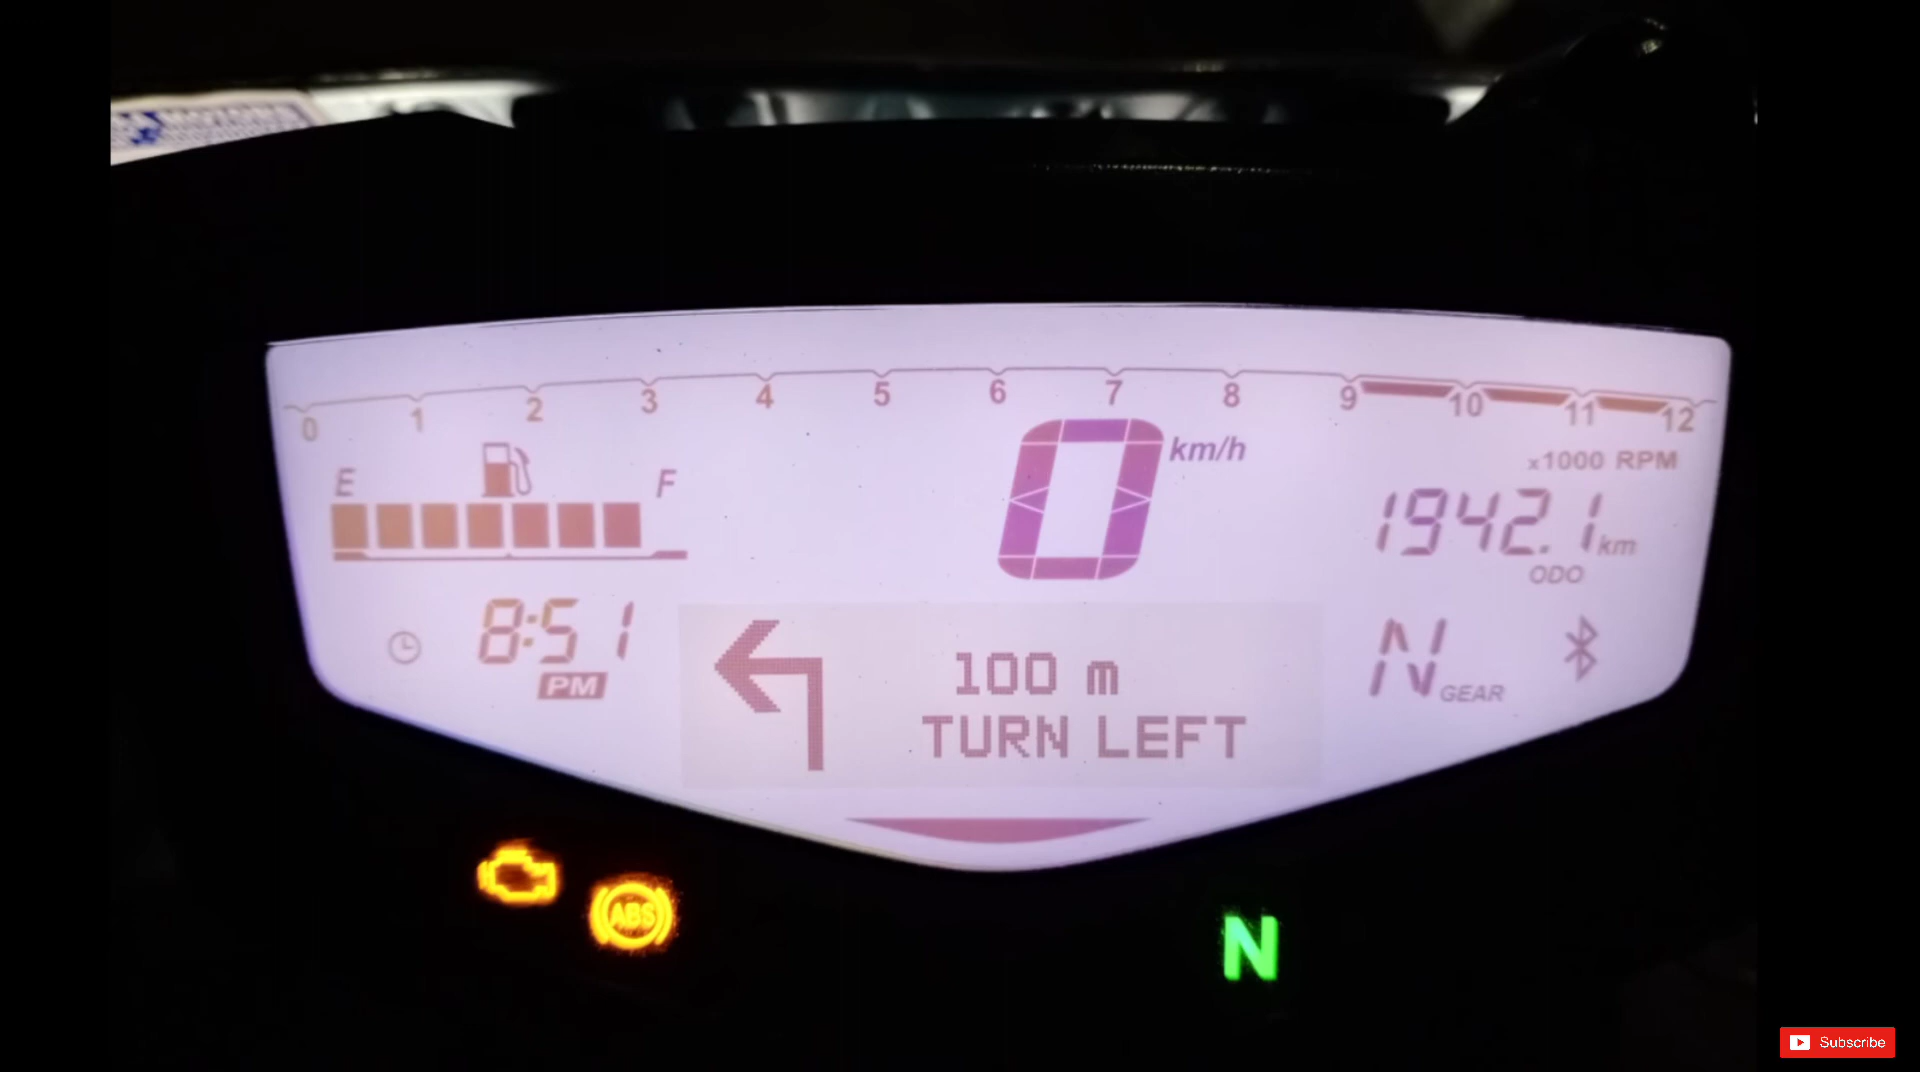 0 1 2 3 4 5 6 7 8 9 10 11 12
x1000 RPM
E F
0 km/h
1942.1 km
ODO
8:51
PM
100 m
TURN LEFT
N GEAR
ABS
N
Subscribe